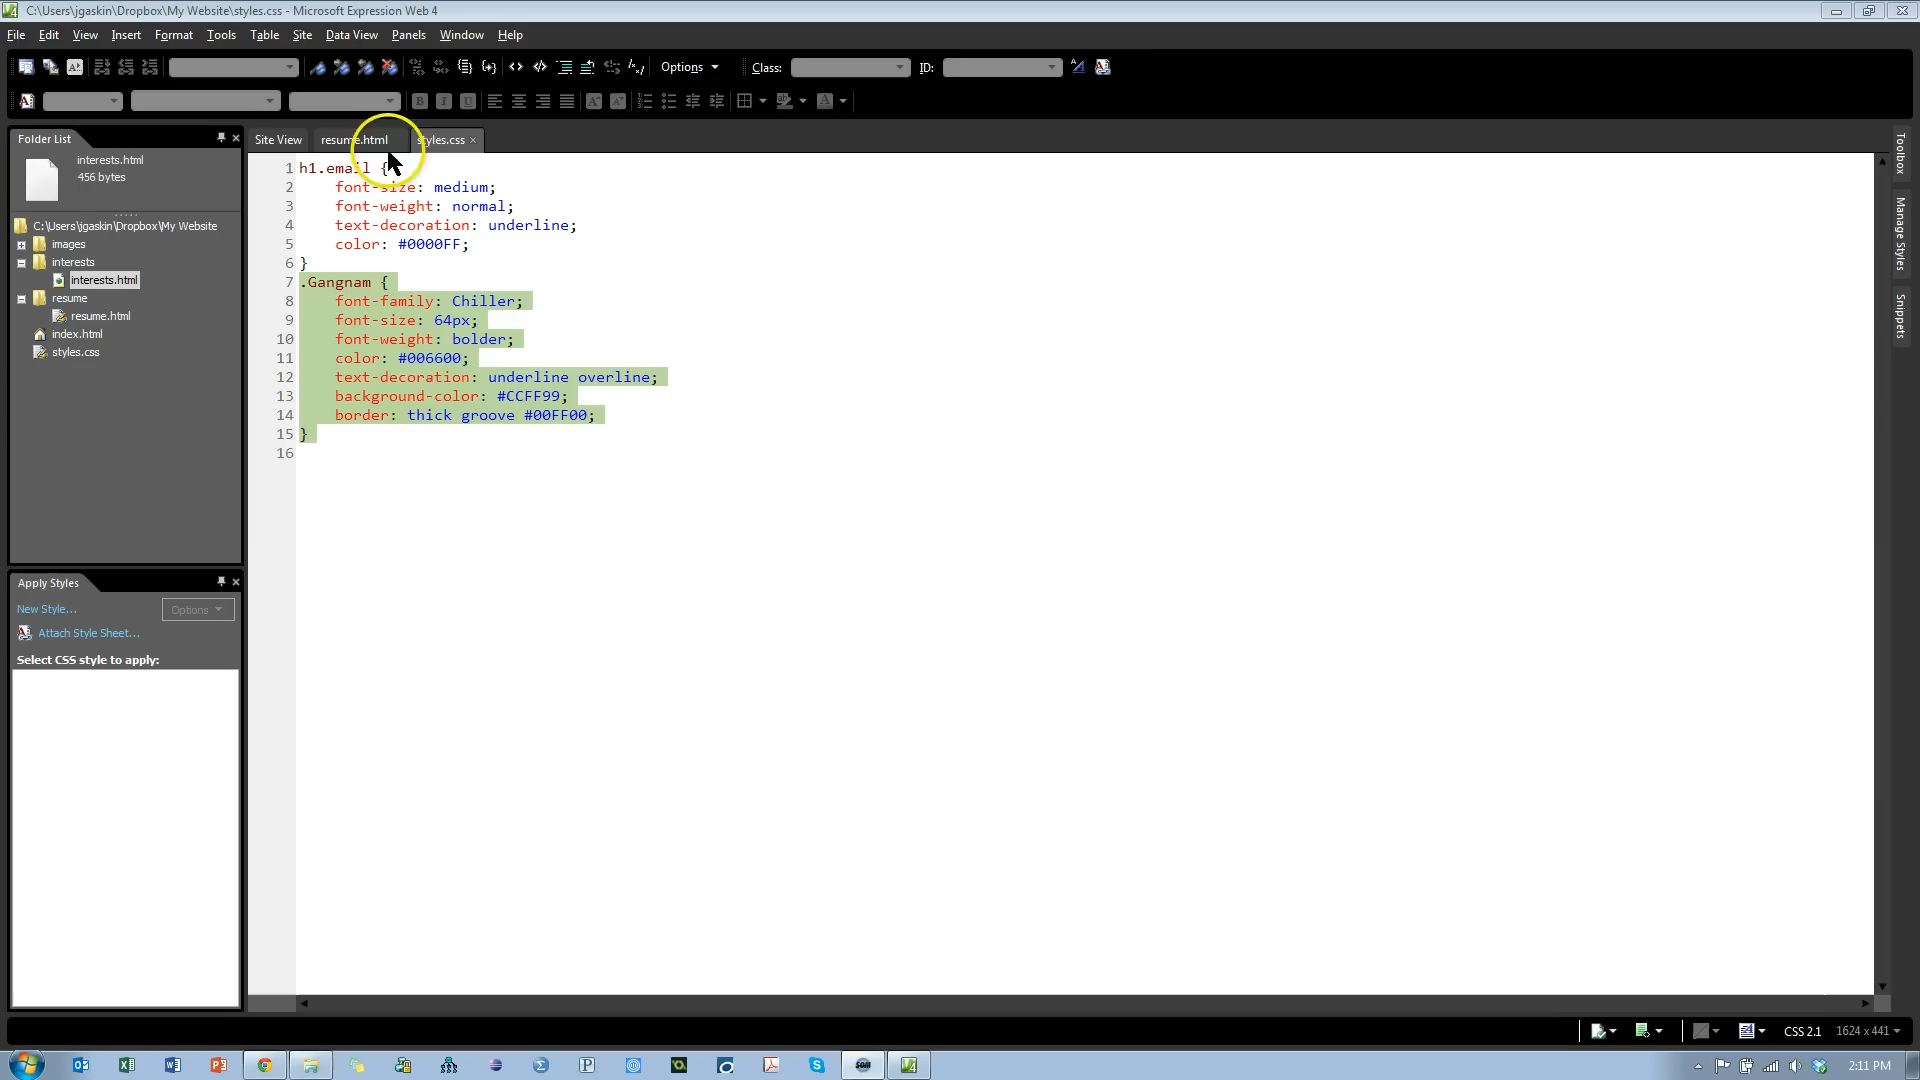 C:\Users\jgaskin\Dropbox\My Website\styles.css - Microsoft Expression Web 4
File Edit View Insert Format Tools Table Site Data View Panels Window Help
Options Class: ID:
Folder List
interests.html
456 bytes
C:\Users\jgaskin\Dropbox\My Website
images
interests
interests.html
resume
resume.html
index.html
styles.css
Site View resume.html styles.css
1 h1.email {
2 font-size: medium;
3 font-weight: normal;
4 text-decoration: underline;
5 color: #0000FF;
6 }
7 .Gangnam {
8 font-family: Chiller;
9 font-size: 64px;
10 font-weight: bolder;
11 color: #006600;
12 text-decoration: underline overline;
13 background-color: #CCFF99;
14 border: thick groove #00FF00;
15 }
16
Toolbox
Manage Styles
Snippets
Apply Styles
New Style...
Options
Attach Style Sheet...
Select CSS style to apply:
CSS 2.1 1624 x 441
2:11 PM